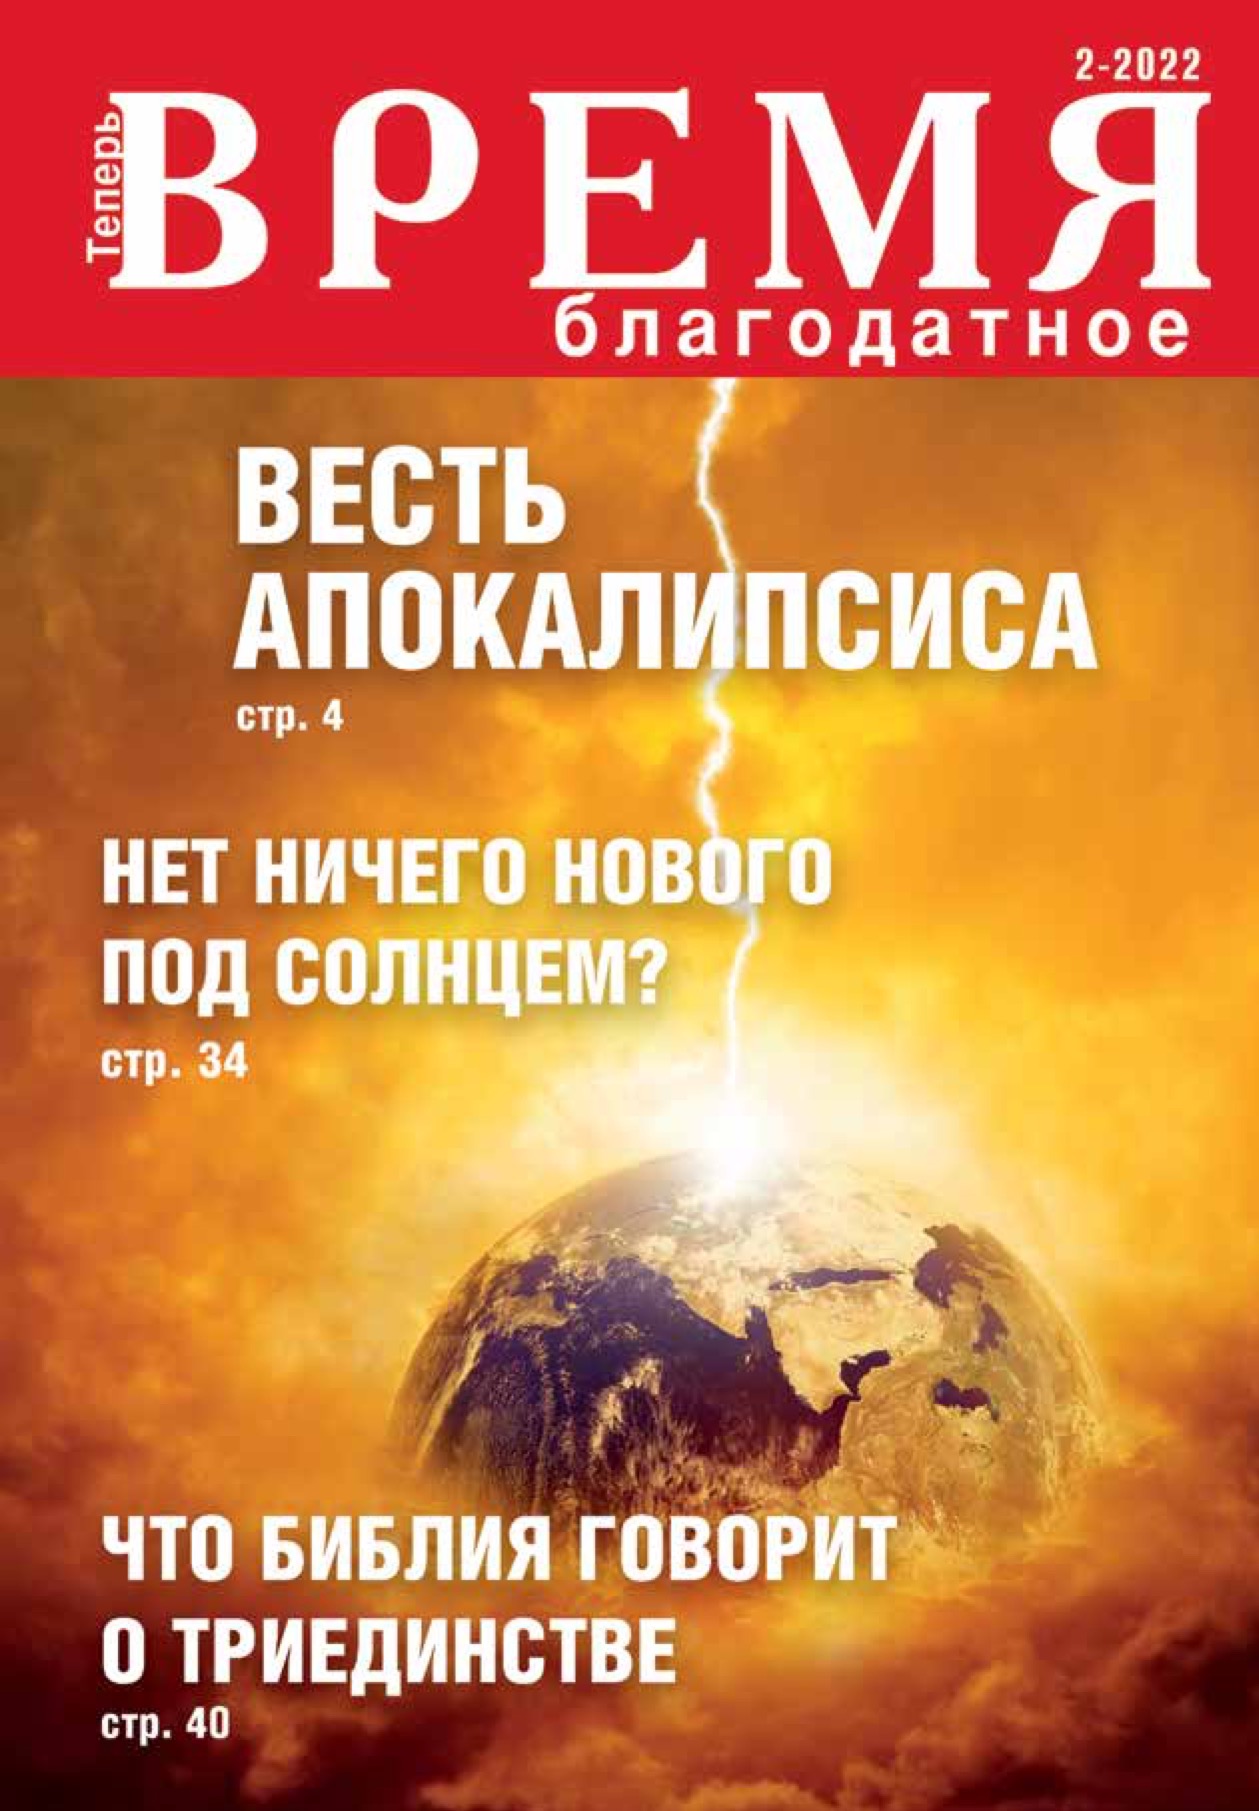 2-2022
Теперь
ВРЕМЯ
благодатное
ВЕСТЬ
АПОКАЛИПСИСА
стр. 4
НЕТ НИЧЕГО НОВОГО
ПОД СОЛНЦЕМ?
стр. 34
ЧТО БИБЛИЯ ГОВОРИТ
О ТРИЕДИНСТВЕ
стр. 40